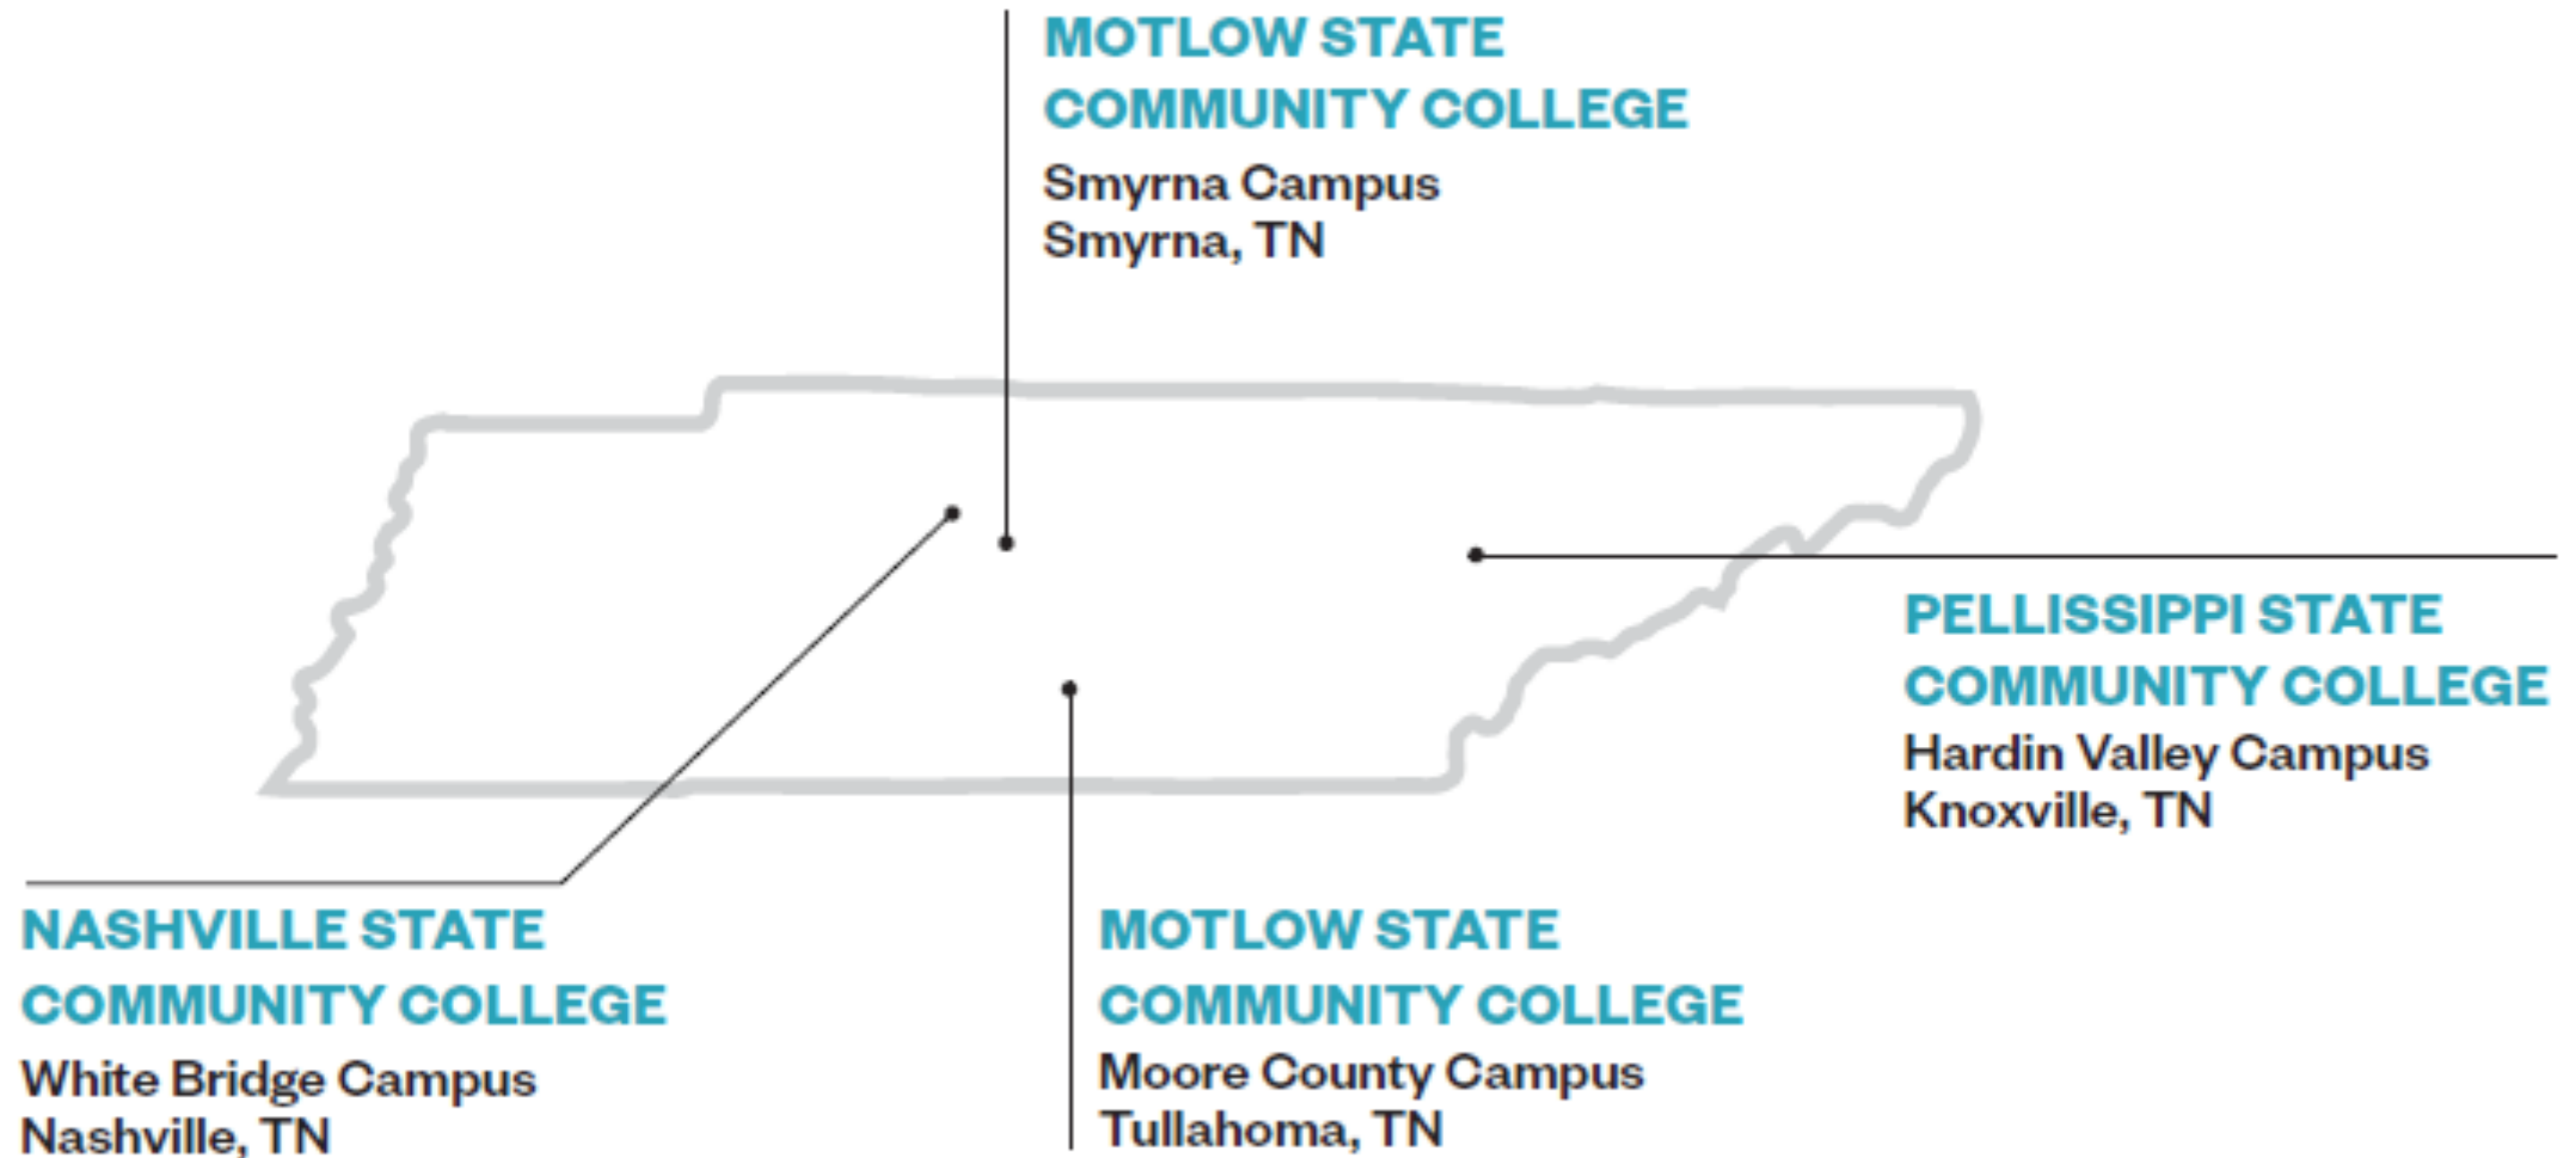 MOTLOW STATE
COMMUNITY COLLEGE
Smyrna Campus
Smyrna, TN
PELLISSIPPI STATE
COMMUNITY COLLEGE
Hardin Valley Campus
Knoxville, TN
NASHVILLE STATE
COMMUNITY COLLEGE
White Bridge Campus
Nashville, TN
MOTLOW STATE
COMMUNITY COLLEGE
Moore County Campus
Tullahoma, TN